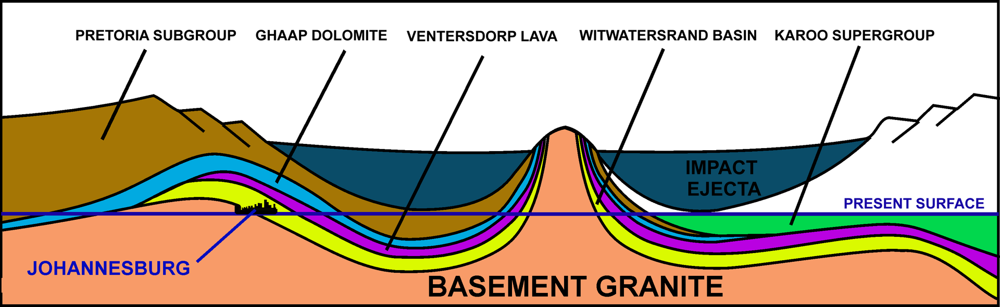 PRETORIA SUBGROUP
GHAAP DOLOMITE
VENTERSDORP LAVA
WITWATERSRAND BASIN
KAROO SUPERGROUP
IMPACT
EJECTA
PRESENT SURFACE
JOHANNESBURG
BASEMENT GRANITE